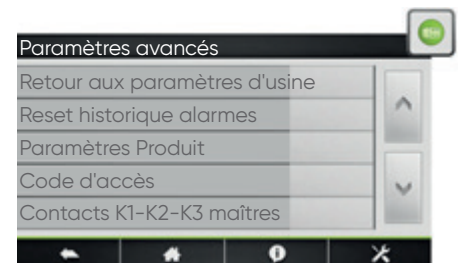 Paramètres avancés
Retour aux paramètres d'usine
Reset historique alarmes
Paramètres Produit
Code d'accès
Contacts K1-K2-K3 maîtres